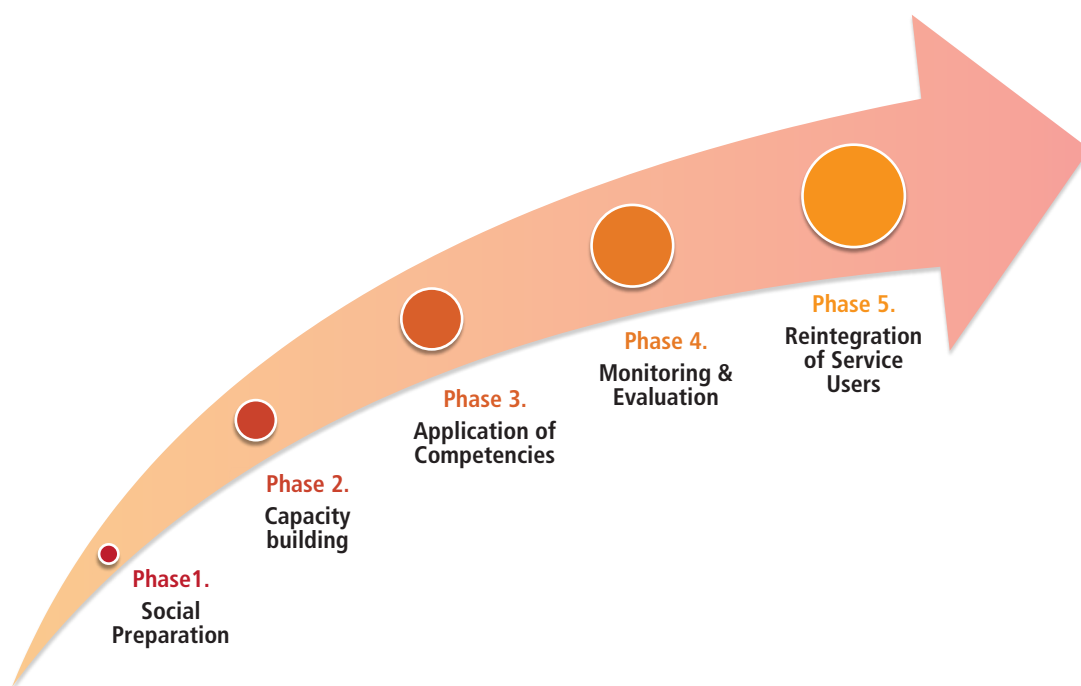 Phase1.
Social
Preparation
Phase 2.
Capacity
building
Phase 3.
Application of
Competencies
Phase 4.
Monitoring &
Evaluation
Phase 5.
Reintegration
of Service
Users